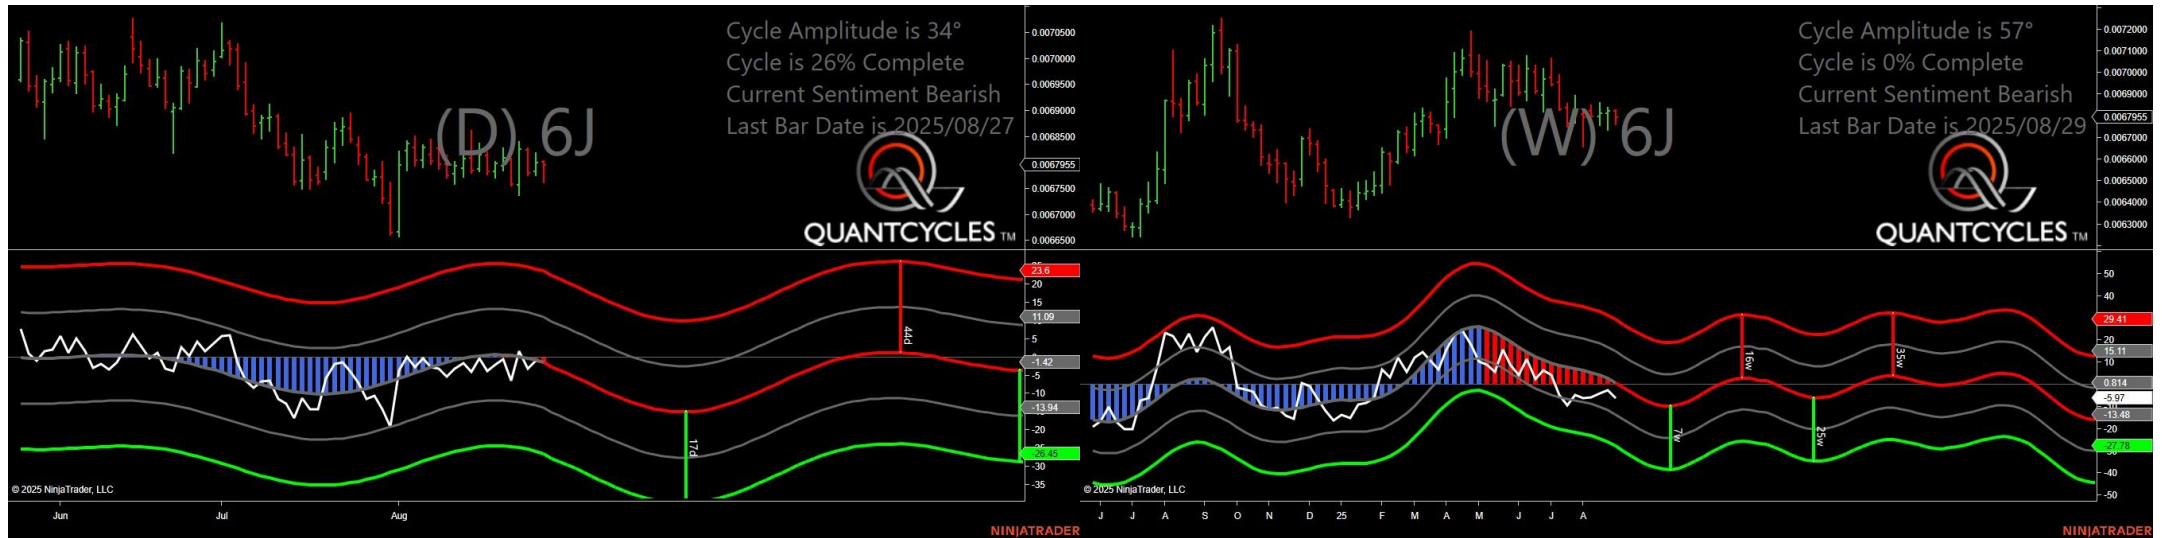 Cycle Amplitude is 34°
Cycle is 26% Complete
Current Sentiment Bearish
Last Bar Date is 2025/08/27
(D) 6J
QUANTCYCLES TM
0.0070500
0.0070000
0.0069500
0.0069000
0.0068500
0.0067955
0.0067500
0.0067000
0.0066500
23.6
20
15
11.09
5
-1.42
-5
-10
-13.94
-20
-26.45
-30
-35
44d
17d
© 2025 NinjaTrader, LLC
Jun
Jul
Aug
NINJATRADER
Cycle Amplitude is 57°
Cycle is 0% Complete
Current Sentiment Bearish
Last Bar Date is 2025/08/29
(W) 6J
QUANTCYCLES TM
0.0072000
0.0071000
0.0070000
0.0069000
0.0067955
0.0067000
0.0066000
0.0065000
0.0064000
0.0063000
50
40
29.41
20
15.11
10
0.814
-5.97
-13.48
-20
-27.78
-40
-50
16w
35w
7w
25w
© 2025 NinjaTrader, LLC
J
J
A
S
O
N
D
25
F
M
A
M
J
J
A
NINJATRADER